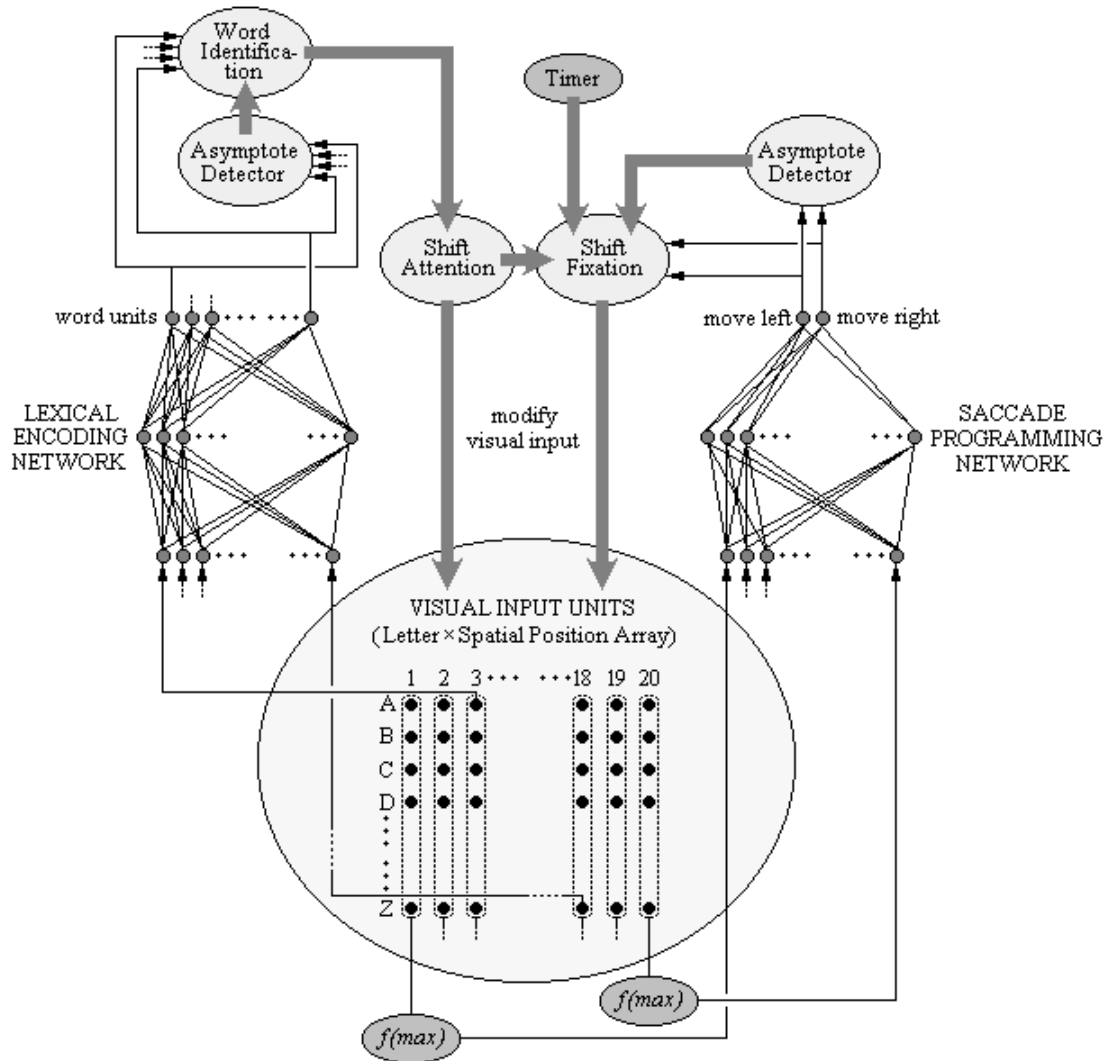 Word
Identifica-
tion
Timer
Asymptote
Detector
Asymptote
Detector
Shift
Attention
Shift
Fixation
word units
move left
move right
LEXICAL
ENCODING
NETWORK
modify
visual input
SACCADE
PROGRAMMING
NETWORK
VISUAL INPUT UNITS
(Letter × Spatial Position Array)
1 2 3 18 19 20
A
B
C
D
Z
f(max)
f(max)